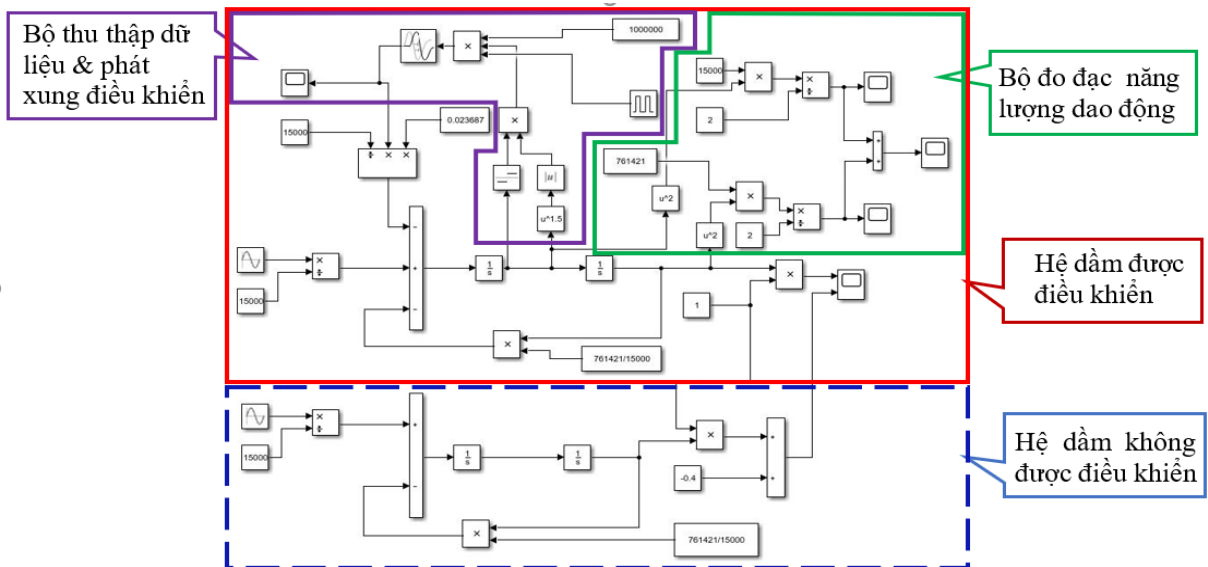 Bộ thu thập dữ
liệu & phát
xung điều khiển
1000000
15000
0.023687
15000
2
761421
|u|
u^1.5
u^2
u^2
2
Bộ đo đạc năng
lượng dao động
15000
1
s
1
s
1
761421/15000
Hệ dầm được
điều khiển
15000
1
s
1
s
-0.4
761421/15000
Hệ dầm không
được điều khiển